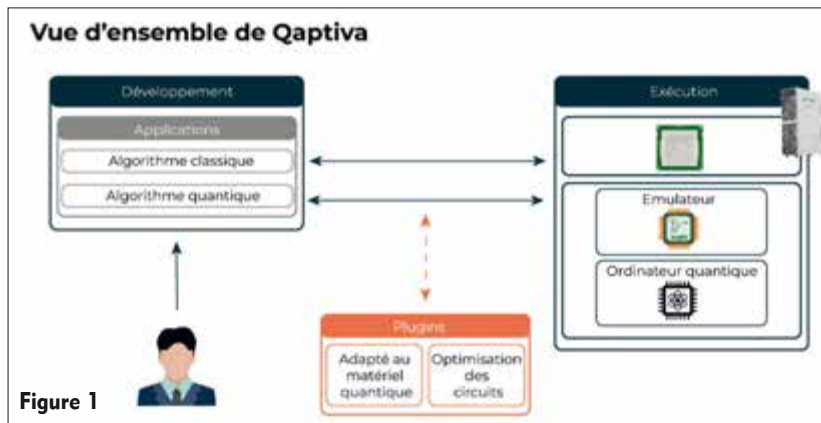 Vue d'ensemble de Qaptiva
Développement
Applications
Algorithme classique
Algorithme quantique
Exécution
Emulateur
Ordinateur quantique
Plugins
Adapté au
matériel
quantique
Optimisation
des
circuits
Figure 1